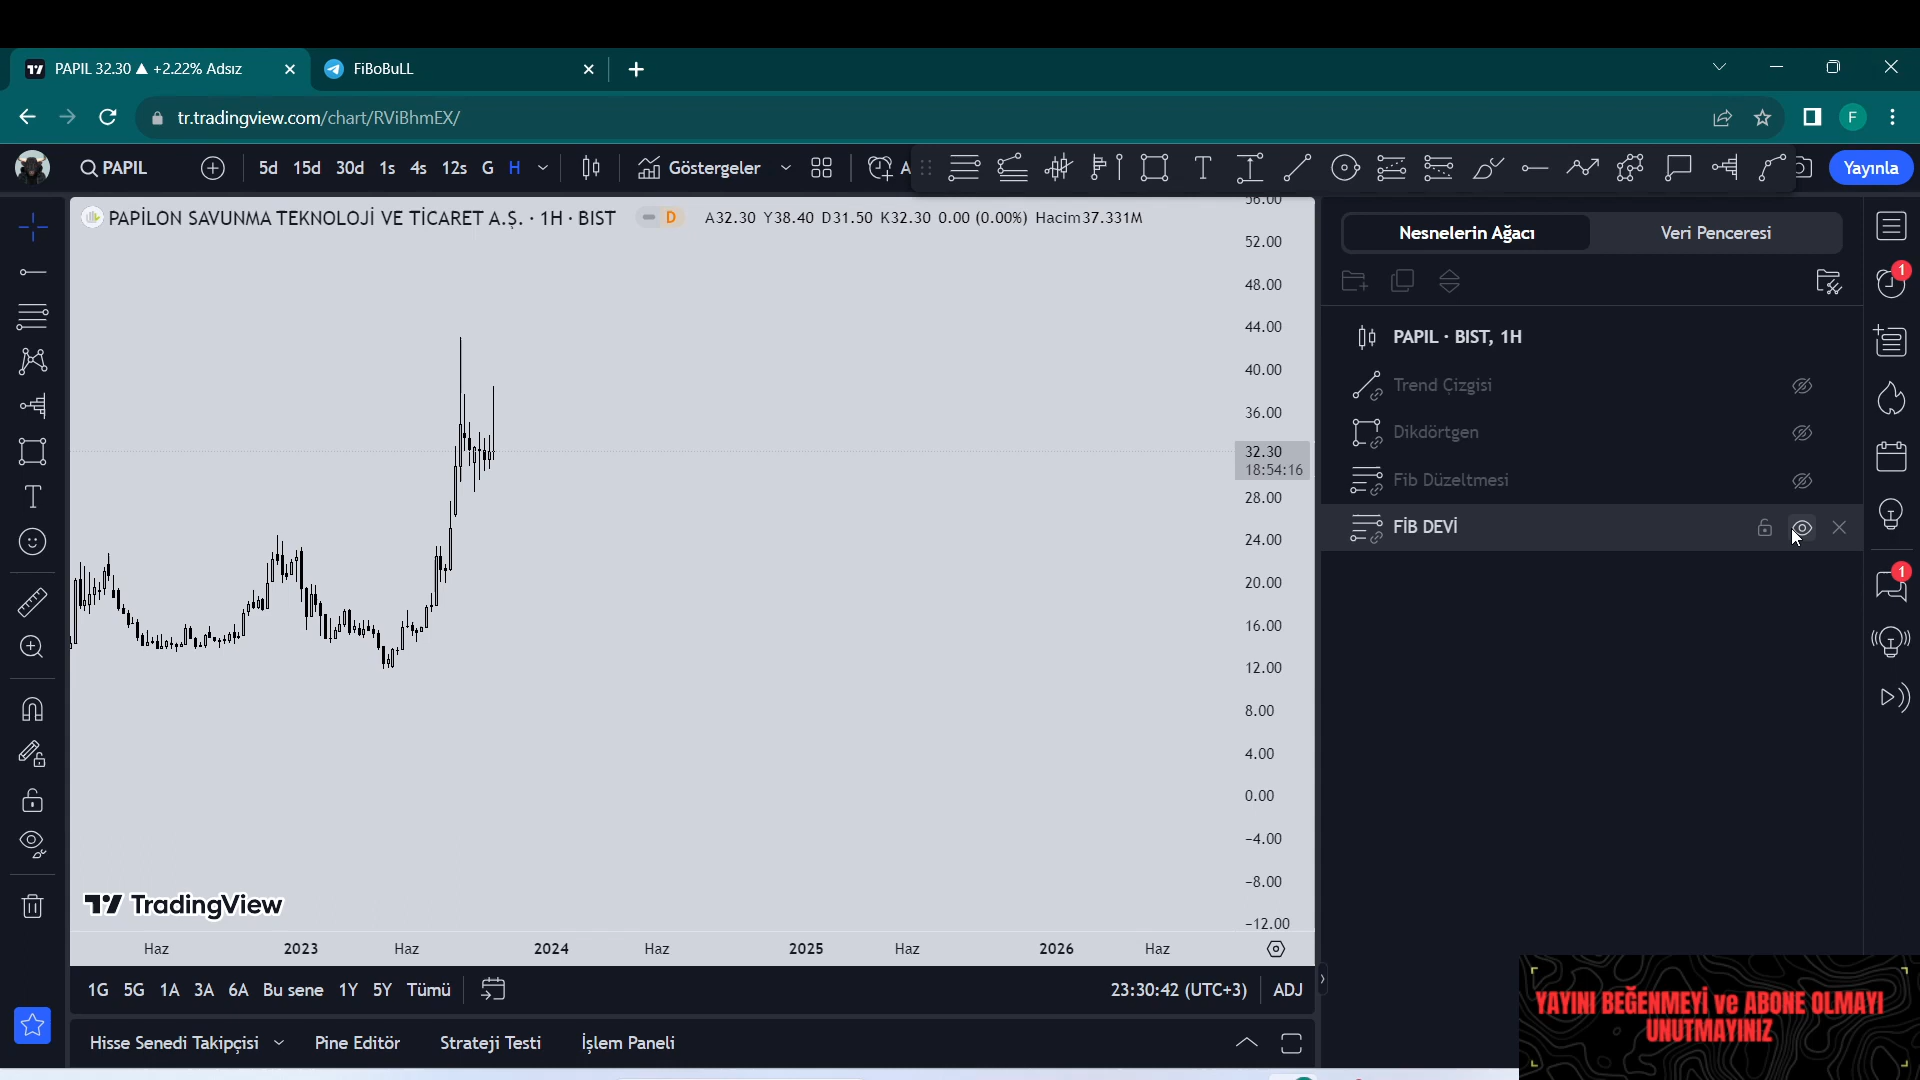 PAPIL 32.30 ▲ +2.22% Adsız
FiBoBuLL
tr.tradingview.com/chart/RViBhmEX/
F
PAPIL
5d 15d 30d 1s 4s 12s G H
Göstergeler
A
Yayınla
PAPİLON SAVUNMA TEKNOLOJİ VE TİCARET A.Ş. · 1H · BIST
D
A32.30 Y38.40 D31.50 K32.30 0.00 (0.00%) Hacim37.331M
56.00
52.00
48.00
44.00
40.00
36.00
32.30
18:54:16
28.00
24.00
20.00
16.00
12.00
8.00
4.00
0.00
-4.00
-8.00
-12.00
TradingView
Haz 2023 Haz 2024 Haz 2025 Haz 2026 Haz
1G 5G 1A 3A 6A Bu sene 1Y 5Y Tümü
23:30:42 (UTC+3)
ADJ
Hisse Senedi Takipçisi
Pine Editör
Strateji Testi
İşlem Paneli
Nesnelerin Ağacı
Veri Penceresi
PAPIL · BIST, 1H
Trend Çizgisi
Dikdörtgen
Fib Düzeltmesi
FİB DEVİ
1
1
YAYINI BEĞENMEYİ ve ABONE OLMAYI
UNUTMAYINIZ